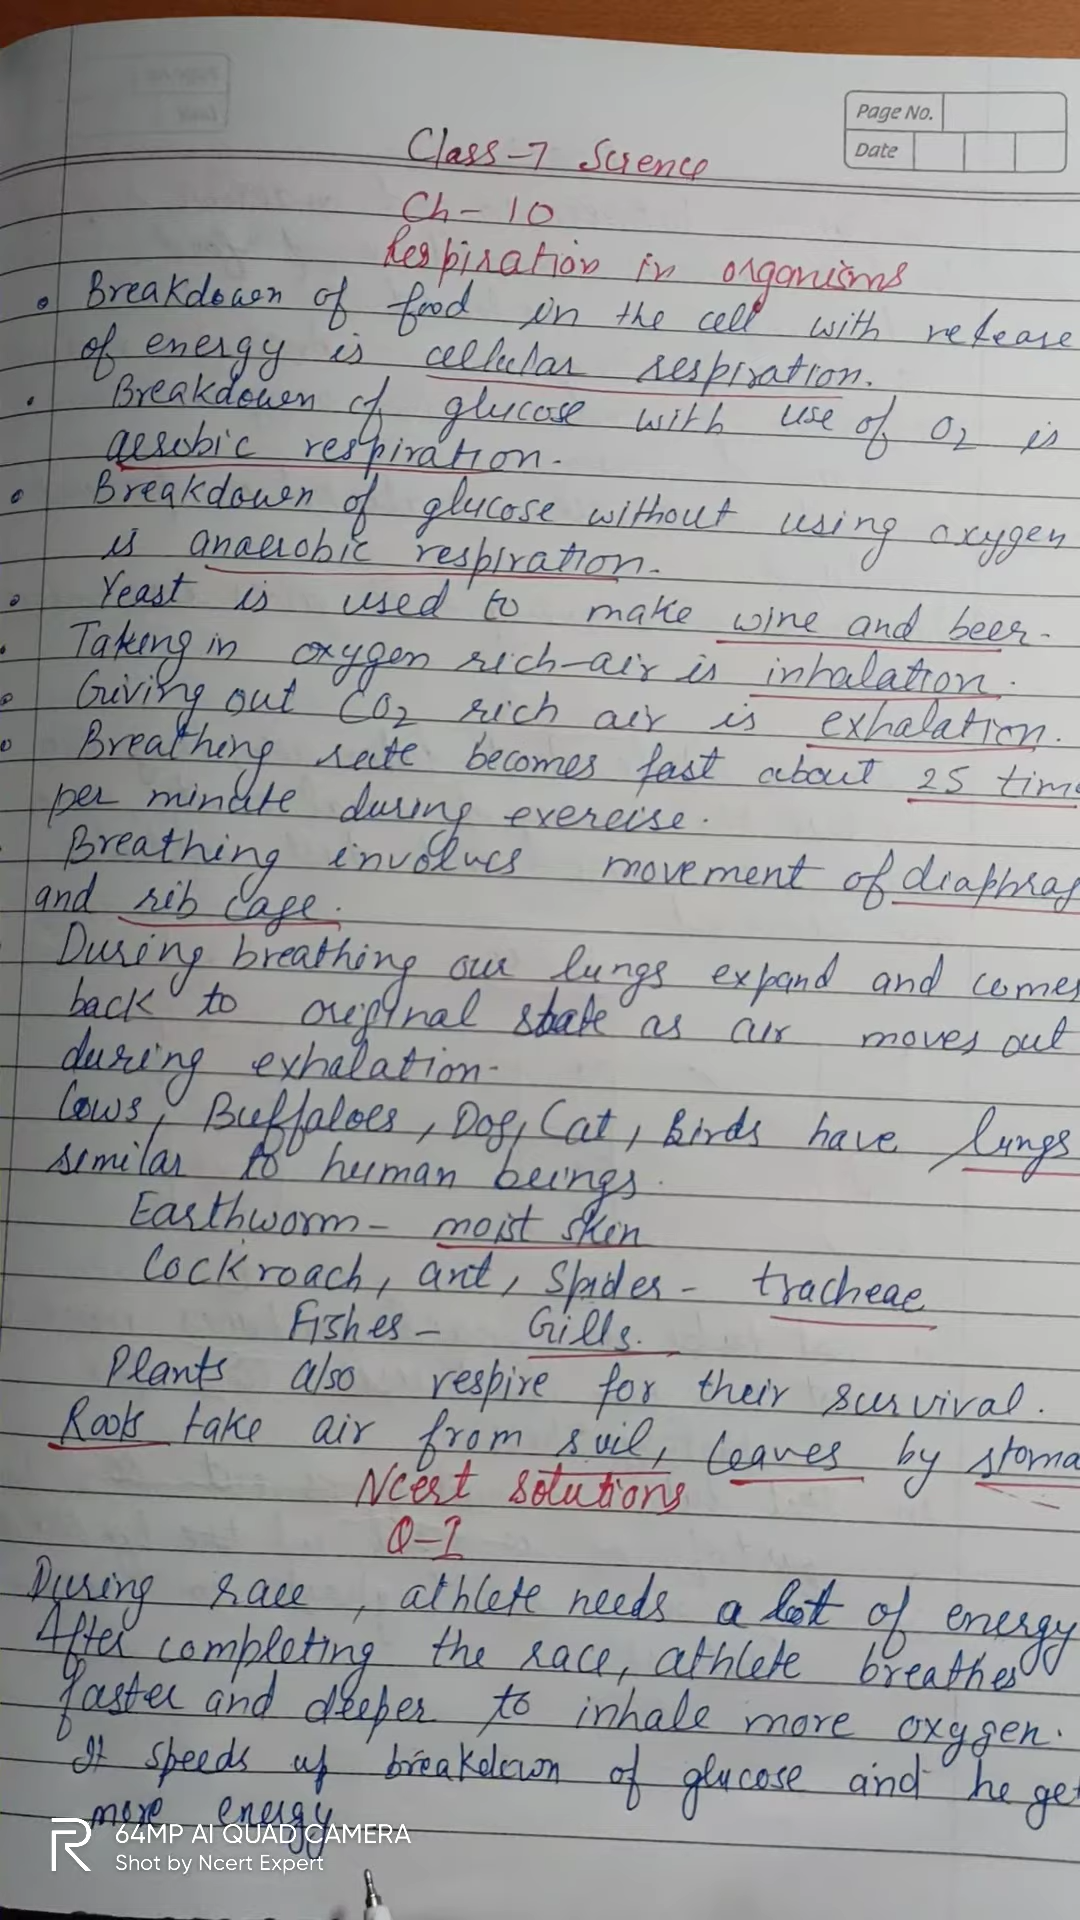 Page No.
Date
Class-7 Science
Ch-10
Respiration in organisms
Breakdown of food in the cell with release
of energy is cellular respiration.
Breakdown of glucose with use of O2 is
aerobic respiration.
Breakdown of glucose without using oxygen
is anaerobic respiration.
Yeast is used to make wine and beer.
Taking in oxygen rich-air is inhalation.
Giving out CO2 rich air is exhalation.
Breathing rate becomes fast about 25 tim
per minute during exercise.
Breathing involves movement of diaphrag
and rib cage.
During breathing our lungs expand and comes
back to original state as air moves out
during exhalation.
Cows, Buffaloes, Dog, Cat, Birds have lungs
similar to human beings.
Earthworm - moist skin
Cockroach, ant, spider - tracheae
Fishes - Gills.
Plants also respire for their survival.
Roots take air from soil, leaves by stoma
Ncert solutions
Q-1
During race, athlete needs a lot of energy
After completing the race, athlete breathes
faster and deeper to inhale more oxygen.
It speeds up breakdown of glucose and he get
more energy
64MP AI QUAD CAMERA
Shot by Ncert Expert